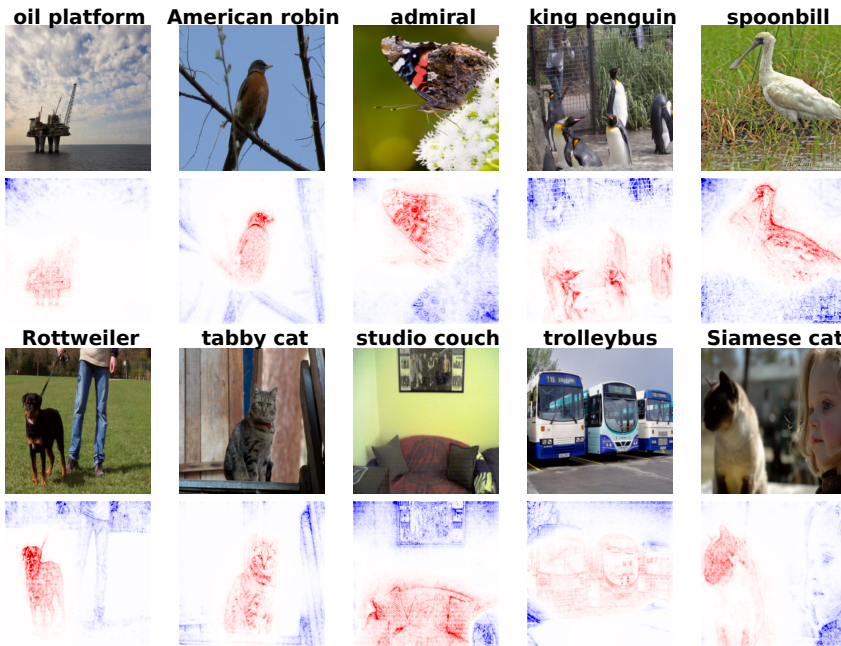 oil platform
American robin
admiral
king penguin
spoonbill
Rottweiler
tabby cat
studio couch
trolleybus
Siamese cat